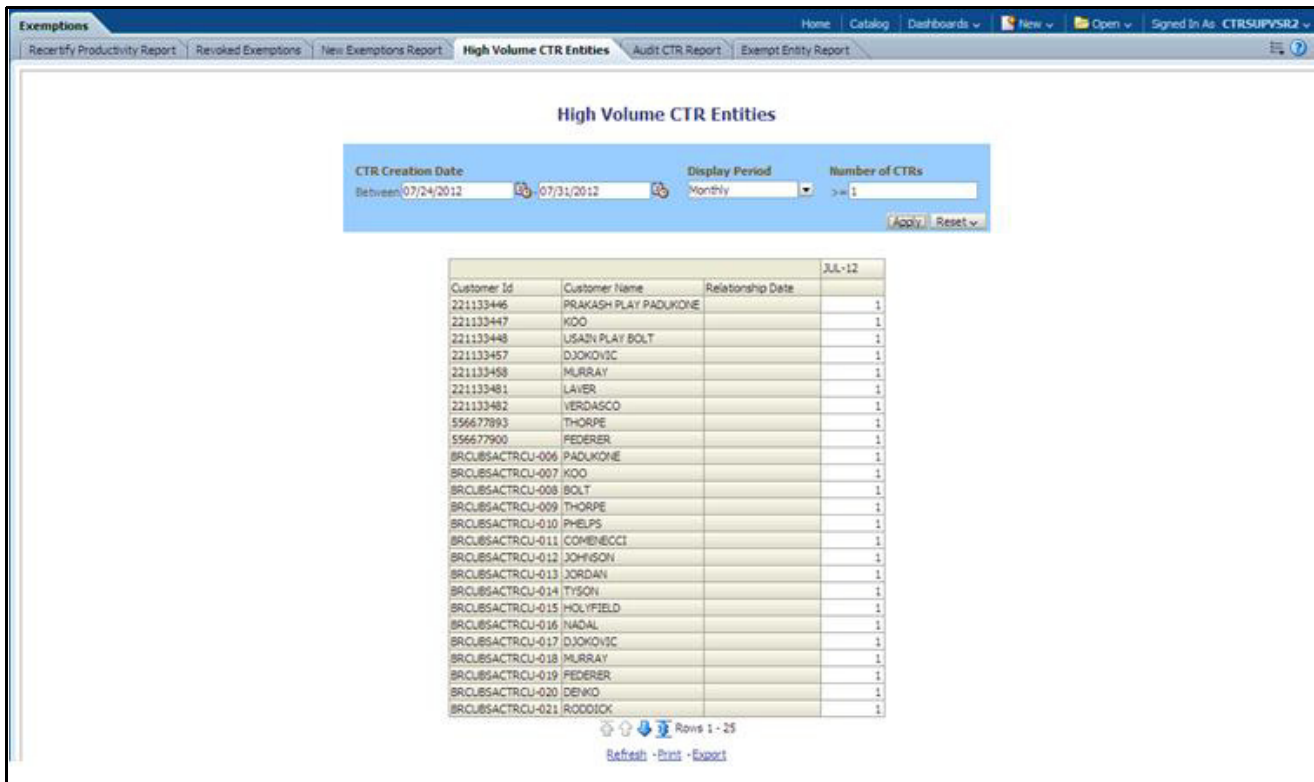 Exemptions Home Catalog Dashboards New Open Signed In As CTRSUPVSR2
Recertify Productivity Report Revoked Exemptions New Exemptions Report High Volume CTR Entities Audit CTR Report Exempt Entity Report
High Volume CTR Entities
CTR Creation Date Display Period Number of CTRs
Between 07/24/2012 - 07/31/2012 Monthly >= 1
Apply Reset
JUL-12
Customer Id Customer Name Relationship Date
221133446 PRAKASH PLAY PADUKONE 1
221133447 KOO 1
221133448 USAIN PLAY BOLT 1
221133457 DJOKOVIC 1
221133458 MURRAY 1
221133481 LAVER 1
221133482 VERDASCO 1
556677893 THORPE 1
556677900 FEDERER 1
BRCUBSACTRCU-006 PADUKONE 1
BRCUBSACTRCU-007 KOO 1
BRCUBSACTRCU-008 BOLT 1
BRCUBSACTRCU-009 THORPE 1
BRCUBSACTRCU-010 PHELPS 1
BRCUBSACTRCU-011 COMENECCI 1
BRCUBSACTRCU-012 JOHNSON 1
BRCUBSACTRCU-013 JORDAN 1
BRCUBSACTRCU-014 TYSON 1
BRCUBSACTRCU-015 HOLYFIELD 1
BRCUBSACTRCU-016 NADAL 1
BRCUBSACTRCU-017 DJOKOVIC 1
BRCUBSACTRCU-018 MURRAY 1
BRCUBSACTRCU-019 FEDERER 1
BRCUBSACTRCU-020 DENKO 1
BRCUBSACTRCU-021 RODDICK 1
Rows 1 - 25
Refresh - Print - Export